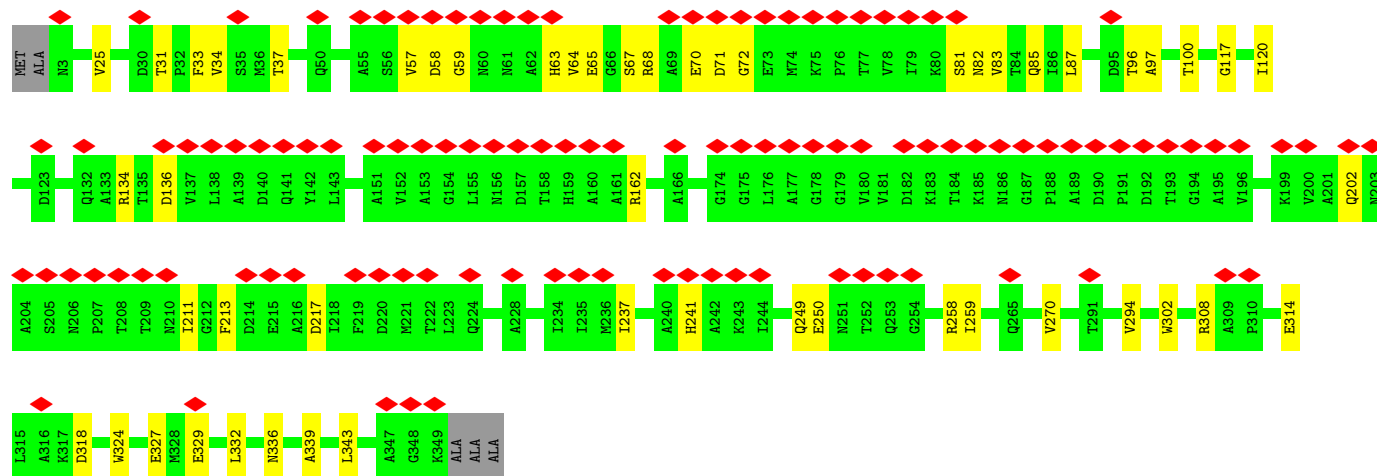 MET ALA N3 V25 D30 T31 P32 F33 V34 S35 M36 T37 Q50 A55 S56 V57 D58 G59 N60 N61 A62 H63 V64 E65 G66 S67 R68 A69 E70 D71 G72 E73 M74 K75 P76 T77 V78 I79 K80 S81 N82 V83 T84 Q85 I86 L87 D95 T96 A97 T100 G117 I120
D123 Q132 A133 R134 T135 D136 V137 L138 A139 D140 Q141 Y142 L143 A151 V152 A153 G154 L155 N156 D157 T158 H159 A160 A161 R162 A166 G174 G175 L176 A177 G178 G179 V180 V181 D182 K183 T184 K185 N186 G187 P188 A189 D190 P191 D192 T193 G194 A195 V196 K199 V200 A201 Q202 N203
A204 S205 N206 P207 T208 T209 N210 I211 G212 F213 D214 E215 A216 D217 I218 F219 D220 M221 T222 L223 Q224 A228 I234 I235 M236 I237 A240 H241 A242 K243 I244 Q249 E250 N251 T252 Q253 G254 R258 I259 Q265 V270 T291 V294 W302 R308 A309 P310 E314
L315 A316 K317 D318 W324 E327 M328 E329 L332 N336 A339 L343 A347 G348 K349 ALA ALA ALA